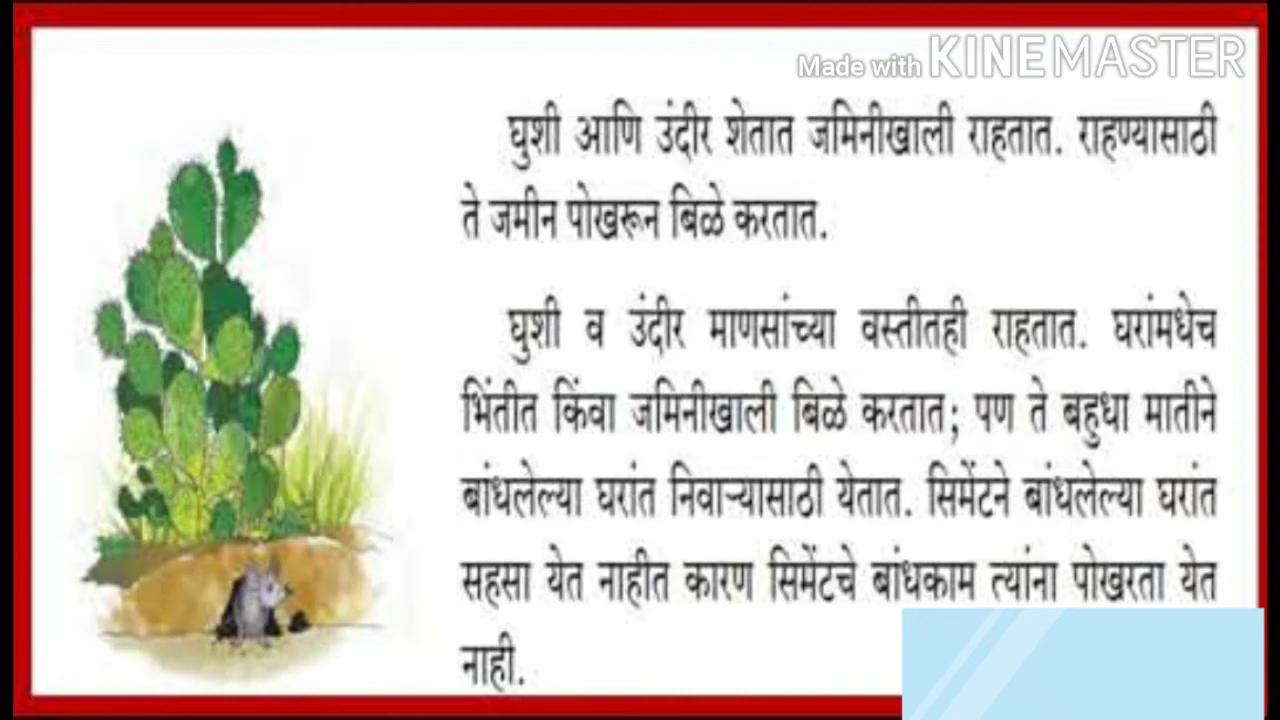 Made with KINEMASTER
घुशी आणि उंदीर शेतात जमिनीखाली राहतात. राहण्यासाठी
ते जमीन पोखरून बिळे करतात.
घुशी व उंदीर माणसांच्या वस्तीतही राहतात. घरांमधेच
भिंतीत किंवा जमिनीखाली बिळे करतात; पण ते बहुधा मातीने
बांधलेल्या घरांत निवाऱ्यासाठी येतात. सिमेंटने बांधलेल्या घरांत
सहसा येत नाहीत कारण सिमेंटचे बांधकाम त्यांना पोखरता येत
नाही.